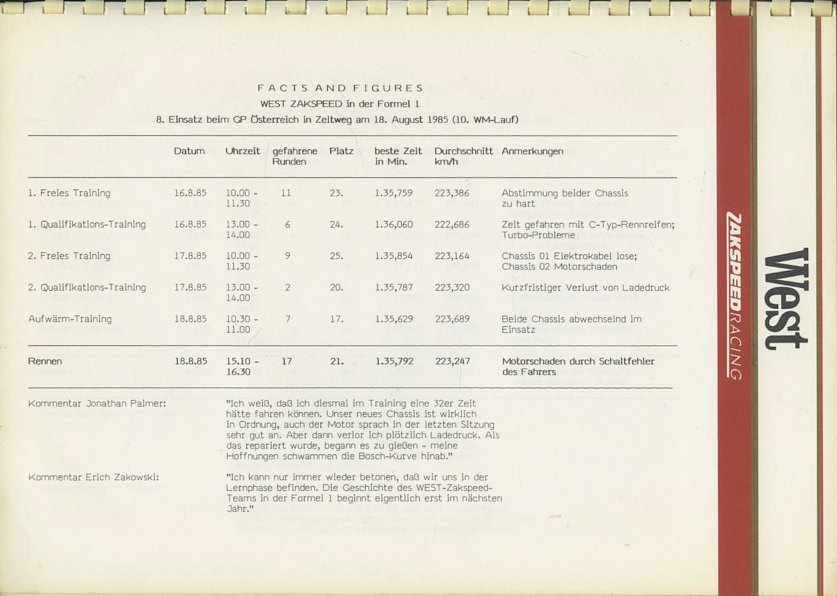 FACTS AND FIGURES
WEST ZAKSPEED in der Formel 1
8. Einsatz beim GP Österreich in Zeltweg am 18. August 1985 (10. WM-Lauf)
Datum Uhrzeit gefahrene Platz beste Zeit Durchschnitt Anmerkungen
Runden in Min. km/h
1. Freies Training 16.8.85 10.00 - 11 23. 1.35,759 223,386 Abstimmung beider Chassis
11.30 zu hart
1. Qualifikations-Training 16.8.85 13.00 - 6 24. 1.36,060 222,686 Zeit gefahren mit C-Typ-Rennreifen;
14.00 Turbo-Probleme
2. Freies Training 17.8.85 10.00 - 9 25. 1.35,854 223,164 Chassis 01 Elektrokabel lose;
11.30 Chassis 02 Motorschaden
2. Qualifikations-Training 17.8.85 13.00 - 2 20. 1.35,787 223,320 Kurzfristiger Verlust von Ladedruck
14.00
Aufwärm-Training 18.8.85 10.30 - 7 17. 1.35,629 223,689 Beide Chassis abwechselnd im
11.00 Einsatz
Rennen 18.8.85 15.10 - 17 21. 1.35,792 223,247 Motorschaden durch Schaltfehler
16.30 des Fahrers
Kommentar Jonathan Palmer: "Ich weiß, daß ich diesmal im Training eine 32er Zeit
hätte fahren können. Unser neues Chassis ist wirklich
in Ordnung, auch der Motor sprach in der letzten Sitzung
sehr gut an. Aber dann verlor ich plötzlich Ladedruck. Als
das repariert wurde, begann es zu gießen - meine
Hoffnungen schwammen die Bosch-Kurve hinab."
Kommentar Erich Zakowski: "Ich kann nur immer wieder betonen, daß wir uns in der
Lernphase befinden. Die Geschichte des WEST-Zakspeed-
Teams in der Formel 1 beginnt eigentlich erst im nächsten
Jahr."
ZAKSPEED RACING
West